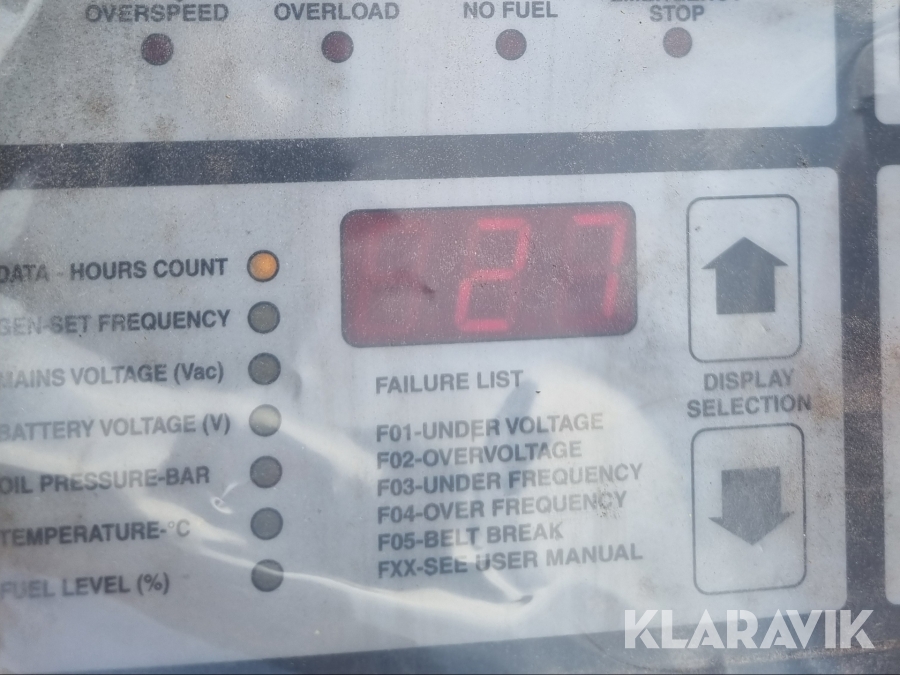 OVERSPEED
OVERLOAD
NO FUEL
STOP
DATA - HOURS COUNT
27
GEN-SET FREQUENCY
MAINS VOLTAGE (Vac)
BATTERY VOLTAGE (V)
OIL PRESSURE-BAR
TEMPERATURE-°C
FUEL LEVEL (%)
FAILURE LIST
F01-UNDER VOLTAGE
F02-OVERVOLTAGE
F03-UNDER FREQUENCY
F04-OVER FREQUENCY
F05-BELT BREAK
FXX-SEE USER MANUAL
DISPLAY
SELECTION
KLARAVIK